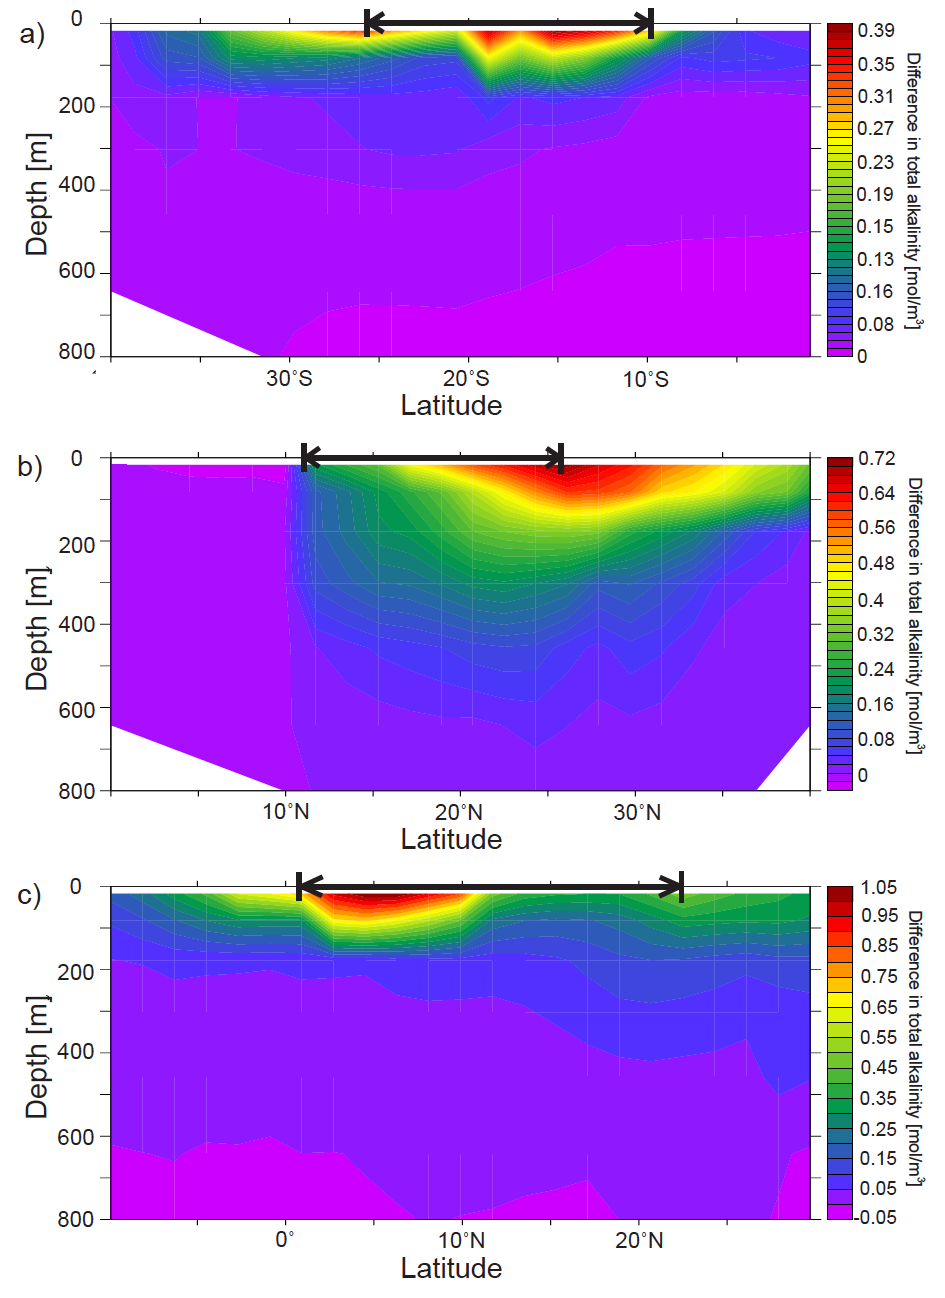 a)
0
200
400
600
800
Depth [m]
30°S
20°S
10°S
Latitude
0.39
0.35
0.31
0.27
0.23
0.19
0.15
0.13
0.16
0.08
0
Difference in total alkalinity [mol/m³]
b)
0
200
400
600
800
Depth [m]
10°N
20°N
30°N
Latitude
0.72
0.64
0.56
0.48
0.4
0.32
0.24
0.16
0.08
0
Difference in total alkalinity [mol/m³]
c)
0
200
400
600
800
Depth [m]
0°
10°N
20°N
Latitude
1.05
0.95
0.85
0.75
0.65
0.55
0.45
0.35
0.25
0.15
0.05
-0.05
Difference in total alkalinity [mol/m³]